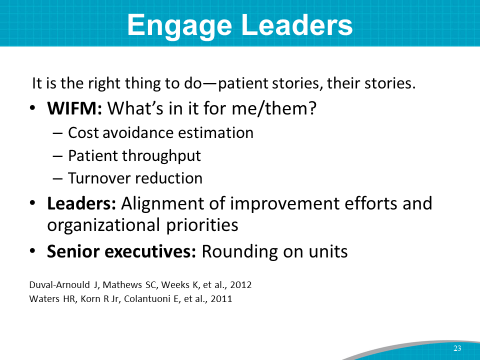 Engage Leaders
It is the right thing to do—patient stories, their stories.
• WIFM: What's in it for me/them?
– Cost avoidance estimation
– Patient throughput
– Turnover reduction
• Leaders: Alignment of improvement efforts and
organizational priorities
• Senior executives: Rounding on units
Duval-Arnould J, Mathews SC, Weeks K, et al., 2012
Waters HR, Korn R Jr, Colantuoni E, et al., 2011
23